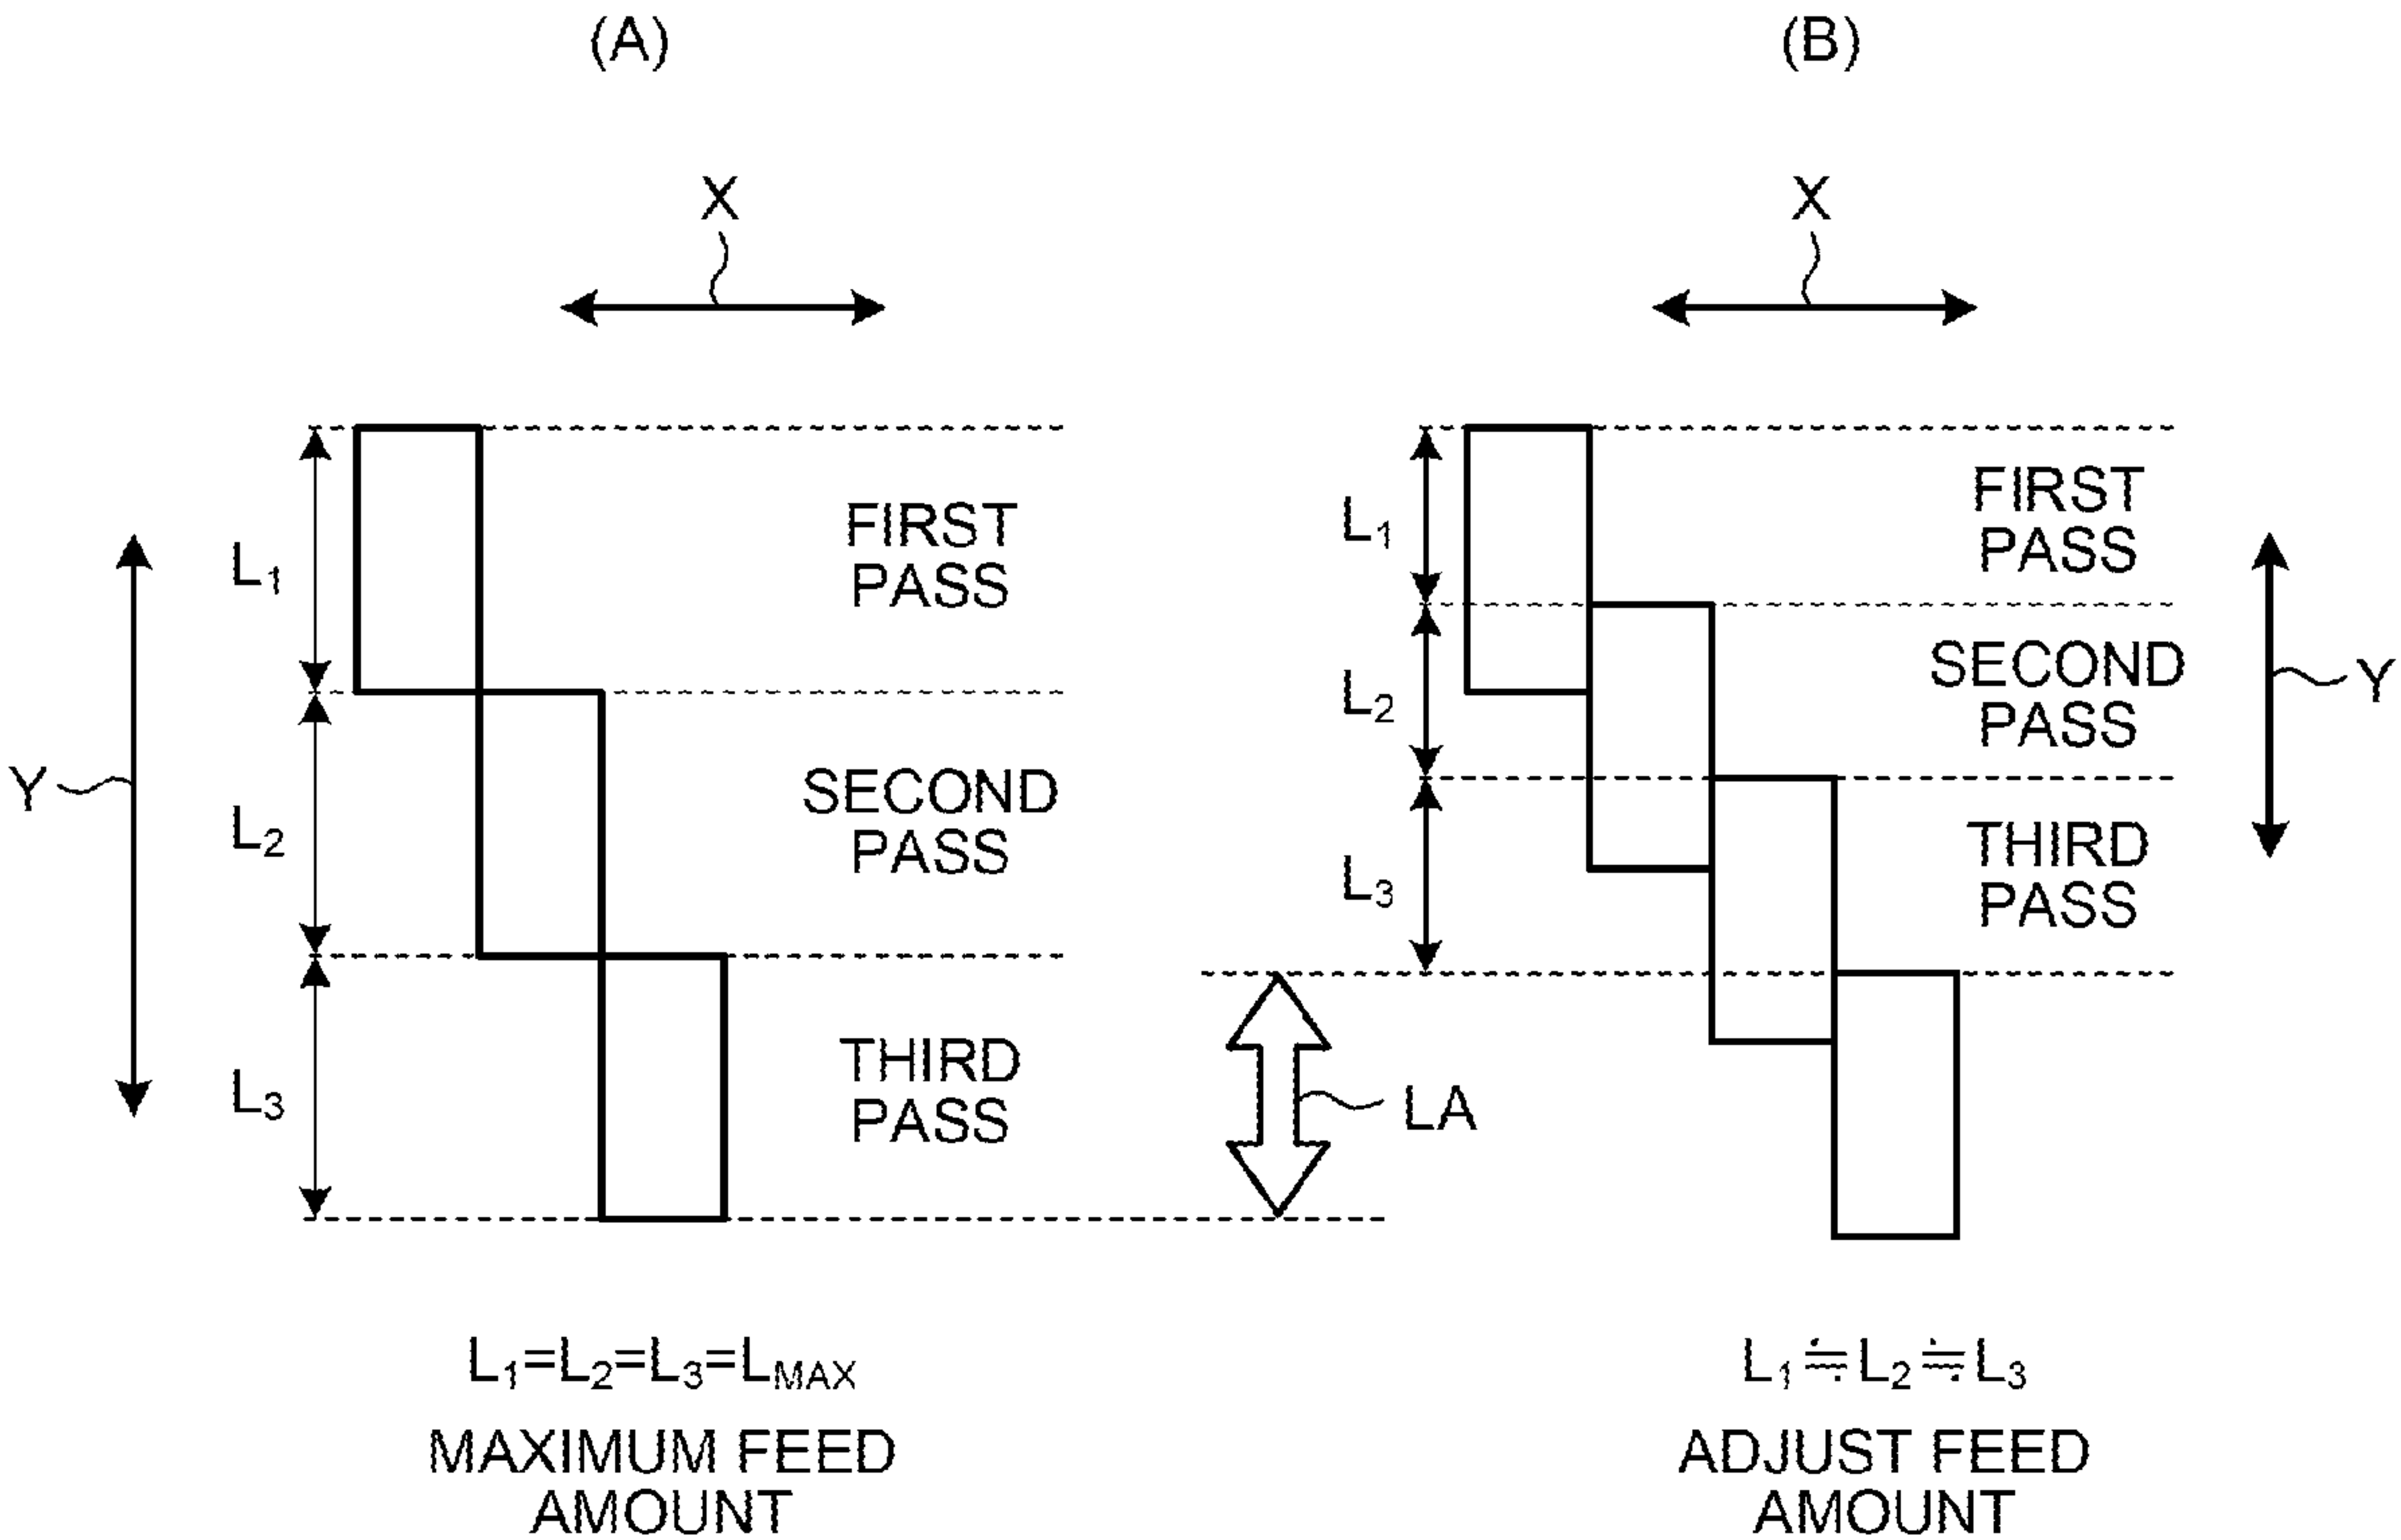 (A)
X
L1
FIRST
PASS
Y
L2
SECOND
PASS
L3
THIRD
PASS
L1=L2=L3=LMAX
MAXIMUM FEED
AMOUNT
LA
(B)
X
L1
FIRST
PASS
L2
SECOND
PASS
Y
L3
THIRD
PASS
L1≒L2≒L3
ADJUST FEED
AMOUNT